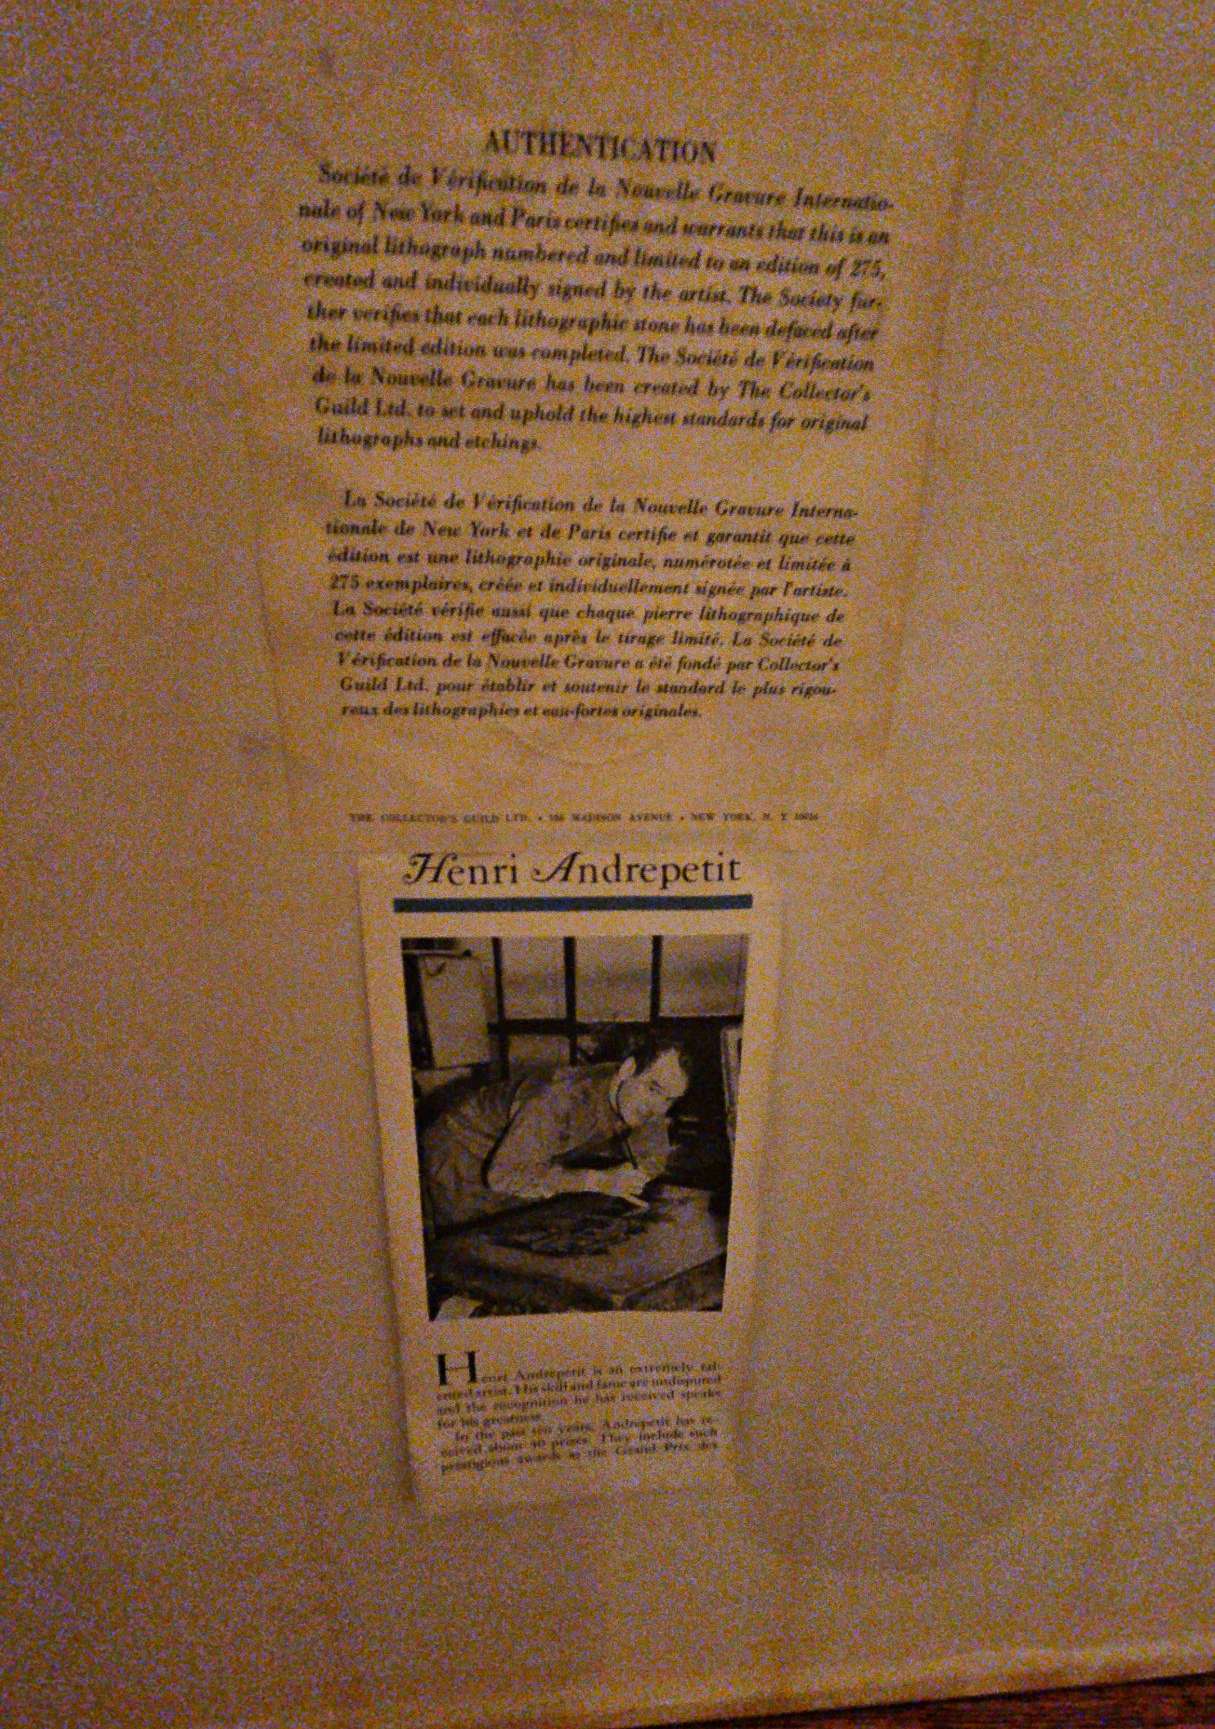 AUTHENTICATION
Société de Vérification de la Nouvelle Gravure Internatio-
nale of New York and Paris certifies and warrants that this is an
original lithograph numbered and limited to an edition of 275,
created and individually signed by the artist. The Society fur-
ther verifies that each lithographic stone has been defaced after
the limited edition was completed. The Société de Vérification
de la Nouvelle Gravure has been created by The Collector's
Guild Ltd. to set and uphold the highest standards for original
lithographs and etchings.
La Société de Vérification de la Nouvelle Gravure Interna-
tionale de New York et de Paris certifie et garantit que cette
édition est une lithographie originale, numérotée et limitée à
275 exemplaires, créée et individuellement signée par l'artiste.
La Société vérifie aussi que chaque pierre lithographique de
cette édition est effacée après le tirage limité. La Société de
Vérification de la Nouvelle Gravure a été fondé par Collector's
Guild Ltd. pour établir et soutenir le standard le plus rigou-
reux des lithographies et eau-fortes originales.
THE COLLECTOR'S GUILD LTD. • MADISON AVENUE • NEW YORK, N. Y.
Henri Andrepetit
Henri Andrepetit is an extremely tal-
ented artist. His skill and fame are undisputed
and the recognition he has received speaks
for his greatness.
In the past ten years, Andrepetit has re-
ceived about prizes. They include such
prestigious awards as the Grand Prix des